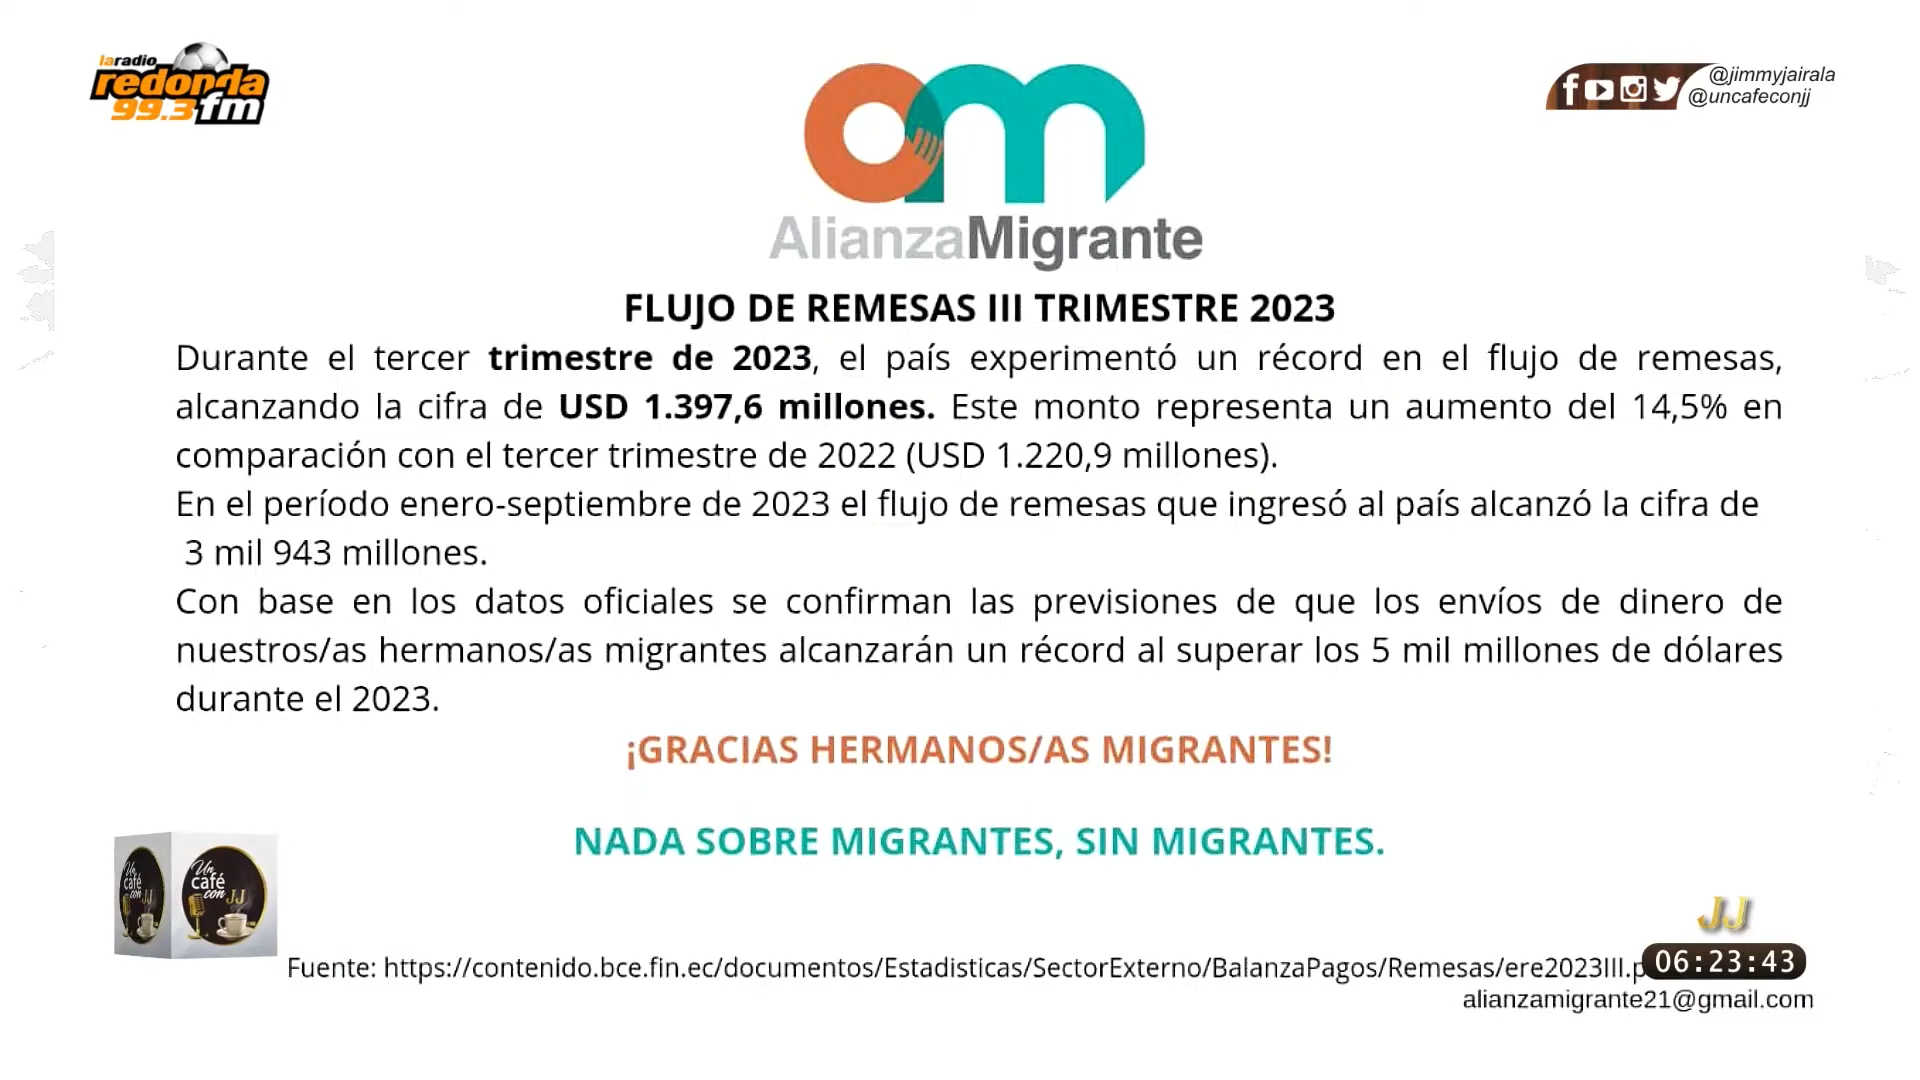 laradio
redonda
99.3 fm
@jimmyjairala
@uncafeconjj
AlianzaMigrante
FLUJO DE REMESAS III TRIMESTRE 2023
Durante el tercer trimestre de 2023, el país experimentó un récord en el flujo de remesas,
alcanzando la cifra de USD 1.397,6 millones. Este monto representa un aumento del 14,5% en
comparación con el tercer trimestre de 2022 (USD 1.220,9 millones).
En el período enero-septiembre de 2023 el flujo de remesas que ingresó al país alcanzó la cifra de
3 mil 943 millones.
Con base en los datos oficiales se confirman las previsiones de que los envíos de dinero de
nuestros/as hermanos/as migrantes alcanzarán un récord al superar los 5 mil millones de dólares
durante el 2023.
¡GRACIAS HERMANOS/AS MIGRANTES!
NADA SOBRE MIGRANTES, SIN MIGRANTES.
Un
café
con JJ
Un
café
con JJ
JJ
Fuente: https://contenido.bce.fin.ec/documentos/Estadisticas/SectorExterno/BalanzaPagos/Remesas/ere2023III.p
06:23:43
alianzamigrante21@gmail.com